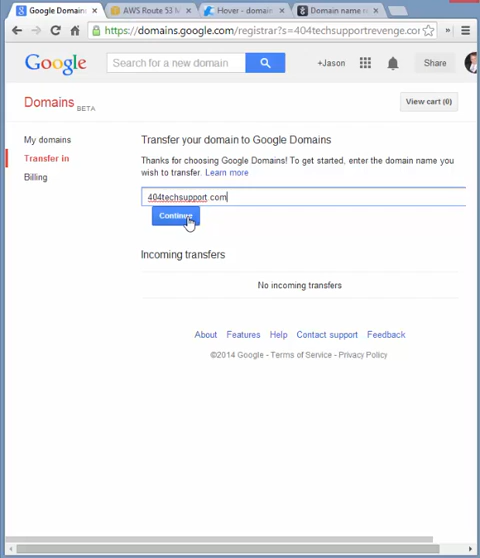 Google Domain
AWS Route 53 M
Hover - domain
Domain name re
https://domains.google.com/registrar?s=404techsupportrevenge.co
Google
Search for a new domain
+Jason
Share
Domains BETA
View cart (0)
My domains
Transfer in
Billing
Transfer your domain to Google Domains
Thanks for choosing Google Domains! To get started, enter the domain name you
wish to transfer. Learn more
404techsupport.com
Continue
Incoming transfers
No incoming transfers
About Features Help Contact support Feedback
©2014 Google - Terms of Service - Privacy Policy